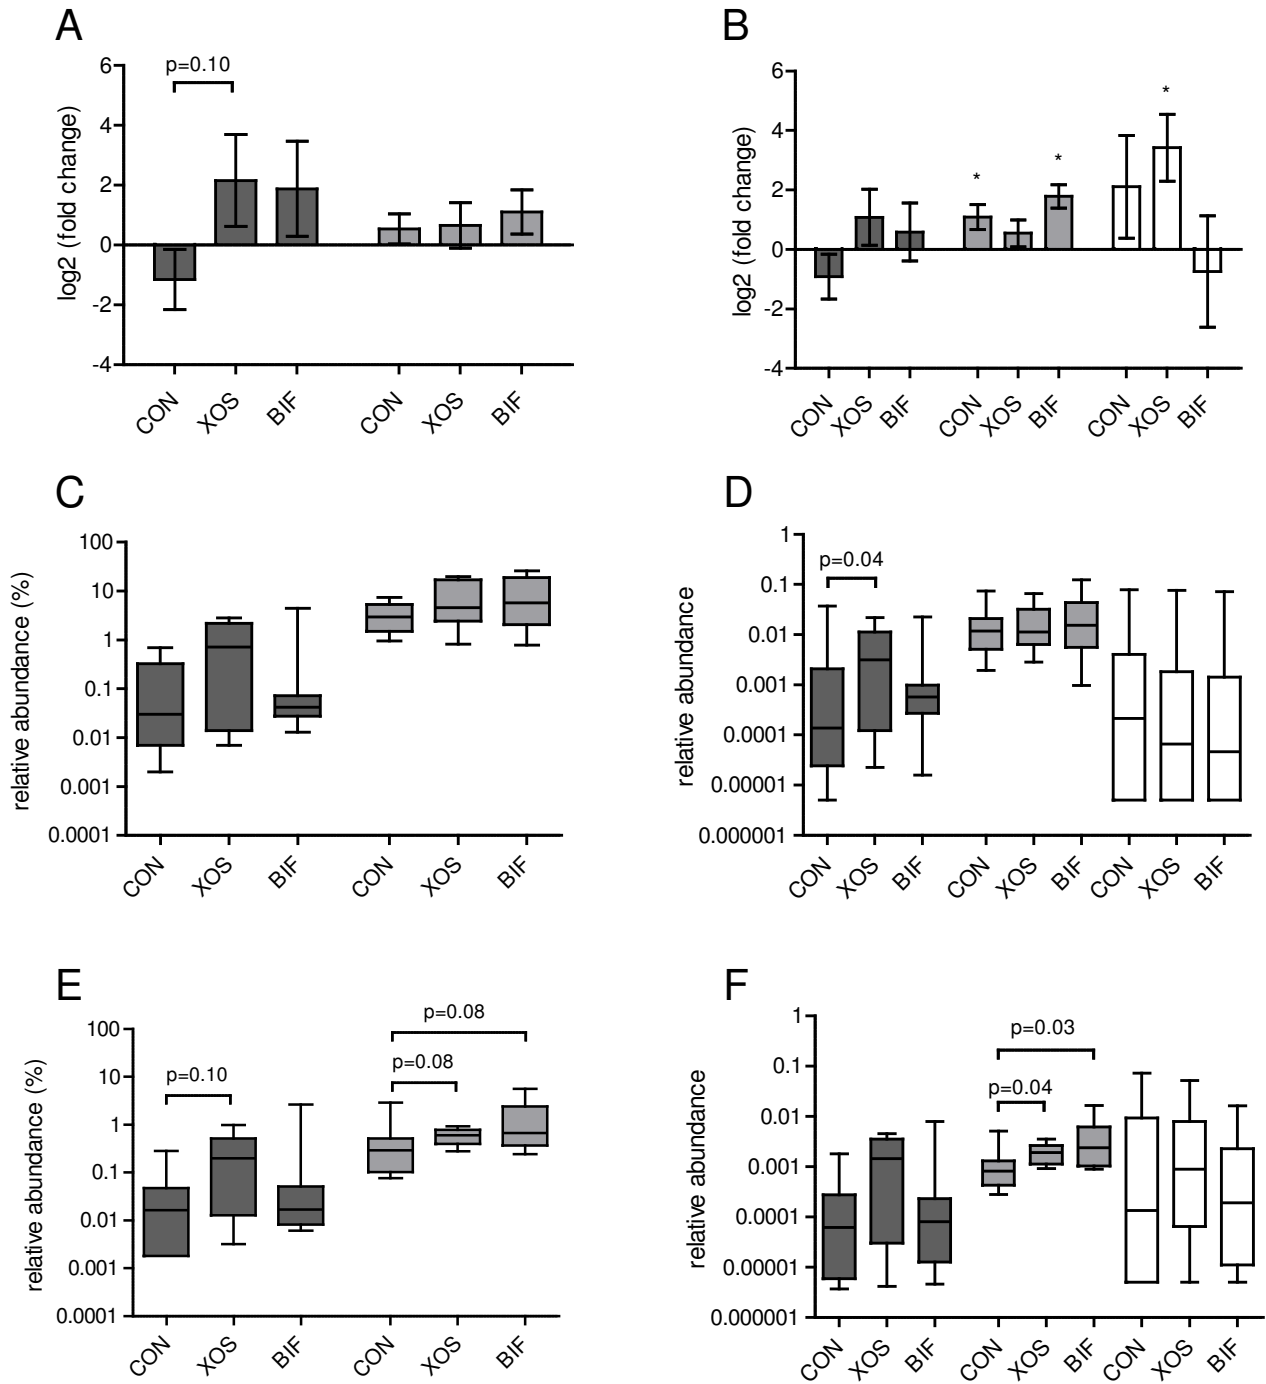 A
log2 (fold change)
6
4
2
0
-2
-4
p=0.10
CON XOS BIF CON XOS BIF
B
log2 (fold change)
6
4
2
0
-2
-4
* * *
CON XOS BIF CON XOS BIF CON XOS BIF
C
relative abundance (%)
100
10
1
0.1
0.01
0.001
0.0001
CON XOS BIF CON XOS BIF
D
relative abundance
1
0.1
0.01
0.001
0.0001
0.00001
0.000001
p=0.04
CON XOS BIF CON XOS BIF CON XOS BIF
E
relative abundance (%)
100
10
1
0.1
0.01
0.001
0.0001
p=0.10
p=0.08
p=0.08
CON XOS BIF CON XOS BIF
F
relative abundance
1
0.1
0.01
0.001
0.0001
0.00001
0.000001
p=0.03
p=0.04
CON XOS BIF CON XOS BIF CON XOS BIF